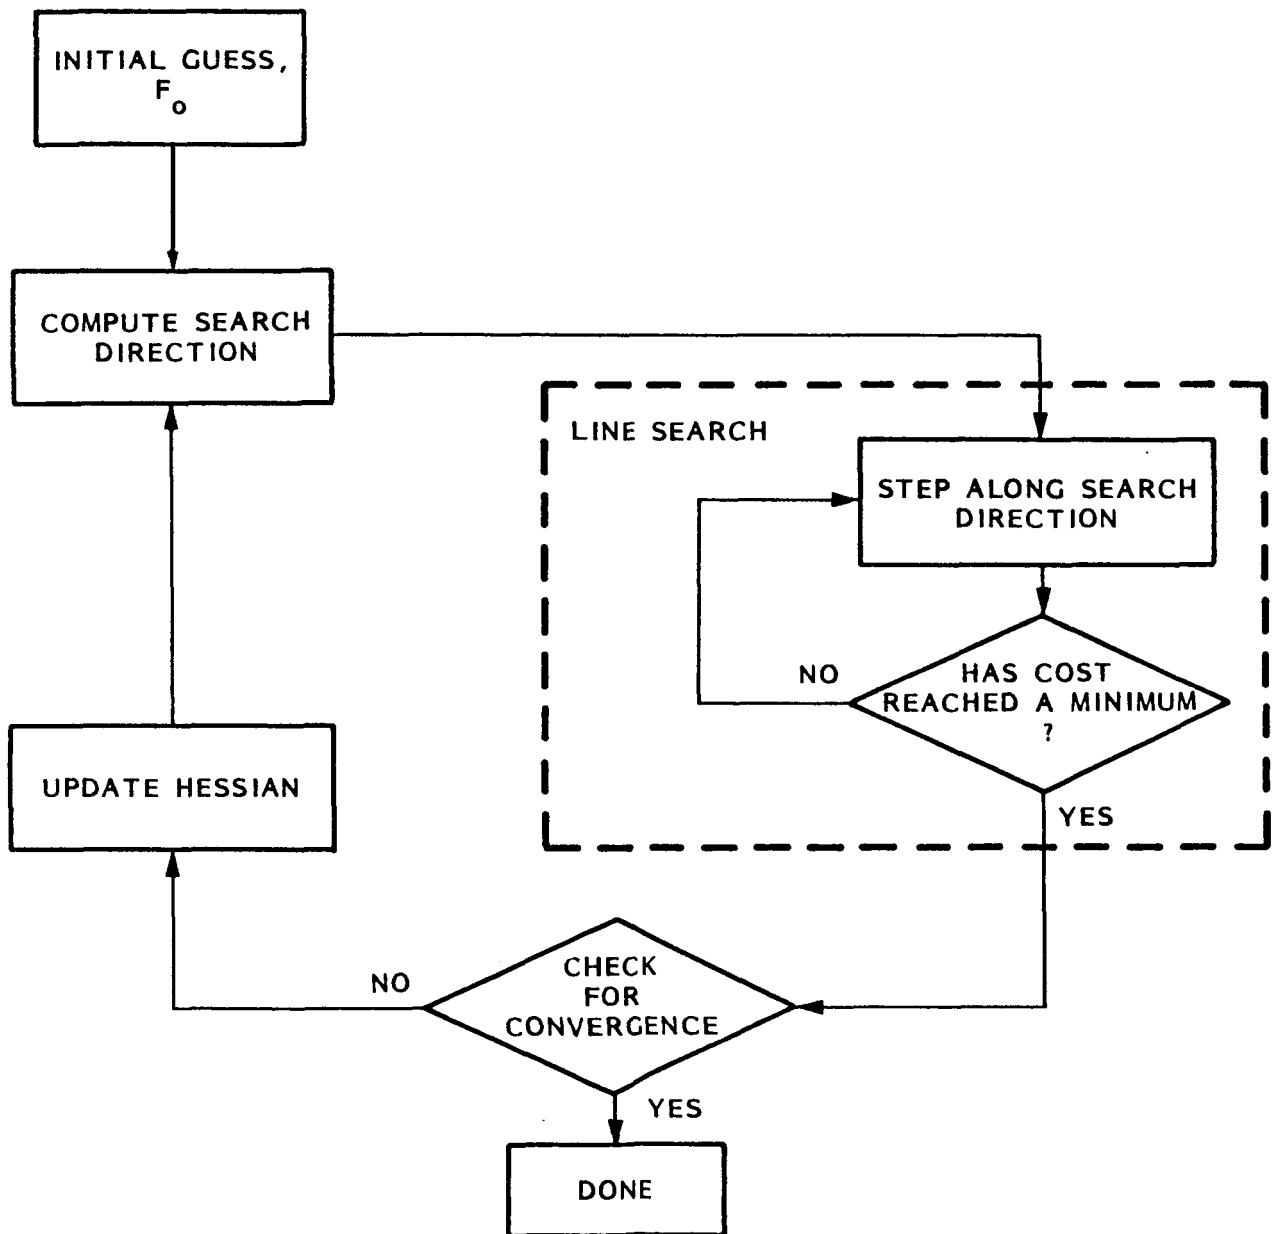 INITIAL GUESS,
Fo
COMPUTE SEARCH
DIRECTION
LINE SEARCH
STEP ALONG SEARCH
DIRECTION
NO
HAS COST
REACHED A MINIMUM
?
YES
UPDATE HESSIAN
NO
CHECK
FOR
CONVERGENCE
YES
DONE